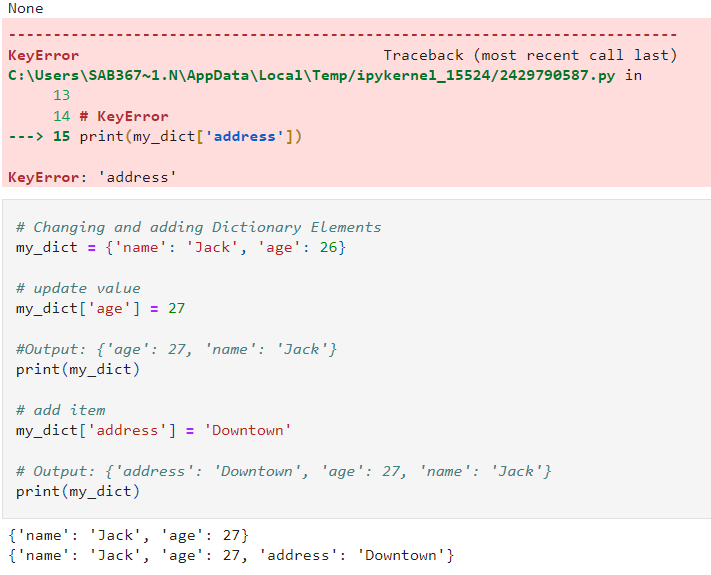 None
---------------------------------------------------------------------------
KeyError                                  Traceback (most recent call last)
C:\Users\SAB367~1.N\AppData\Local\Temp/ipykernel_15524/2429790587.py in
     13
     14 # KeyError
---> 15 print(my_dict['address'])
KeyError: 'address'
# Changing and adding Dictionary Elements
my_dict = {'name': 'Jack', 'age': 26}
# update value
my_dict['age'] = 27
#Output: {'age': 27, 'name': 'Jack'}
print(my_dict)
# add item
my_dict['address'] = 'Downtown'
# Output: {'address': 'Downtown', 'age': 27, 'name': 'Jack'}
print(my_dict)
{'name': 'Jack', 'age': 27}
{'name': 'Jack', 'age': 27, 'address': 'Downtown'}